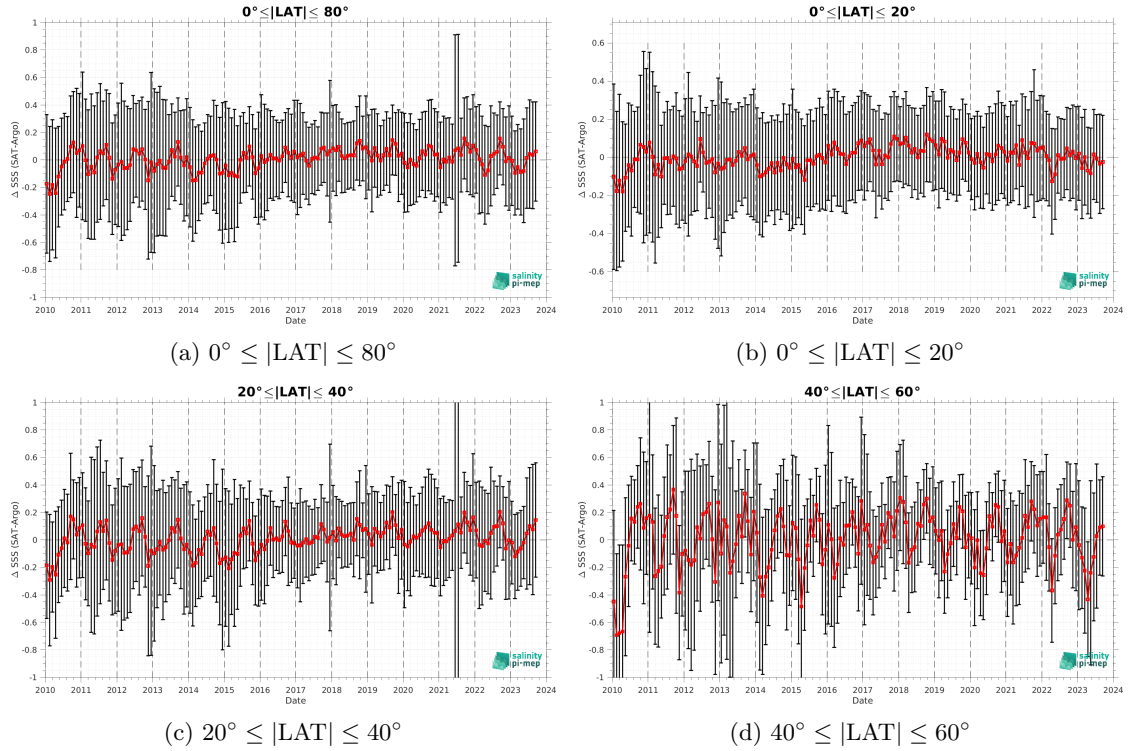 0°≤|LAT|≤ 80°
Δ SSS (SAT-Argo)
1
0.8
0.6
0.4
0.2
0
-0.2
-0.4
-0.6
-0.8
-1
2010 2011 2012 2013 2014 2015 2016 2017 2018 2019 2020 2021 2022 2023 2024
Date
salinity
pi-mep
(a) 0° ≤ |LAT| ≤ 80°
0°≤|LAT|≤ 20°
Δ SSS (SAT-Argo)
0.6
0.4
0.2
0
-0.2
-0.4
-0.6
2010 2011 2012 2013 2014 2015 2016 2017 2018 2019 2020 2021 2022 2023 2024
Date
salinity
pi-mep
(b) 0° ≤ |LAT| ≤ 20°
20°≤|LAT|≤ 40°
Δ SSS (SAT-Argo)
1
0.8
0.6
0.4
0.2
0
-0.2
-0.4
-0.6
-0.8
-1
2010 2011 2012 2013 2014 2015 2016 2017 2018 2019 2020 2021 2022 2023 2024
Date
salinity
pi-mep
(c) 20° ≤ |LAT| ≤ 40°
40°≤|LAT|≤ 60°
Δ SSS (SAT-Argo)
1
0.8
0.6
0.4
0.2
0
-0.2
-0.4
-0.6
-0.8
-1
2010 2011 2012 2013 2014 2015 2016 2017 2018 2019 2020 2021 2022 2023 2024
Date
salinity
pi-mep
(d) 40° ≤ |LAT| ≤ 60°